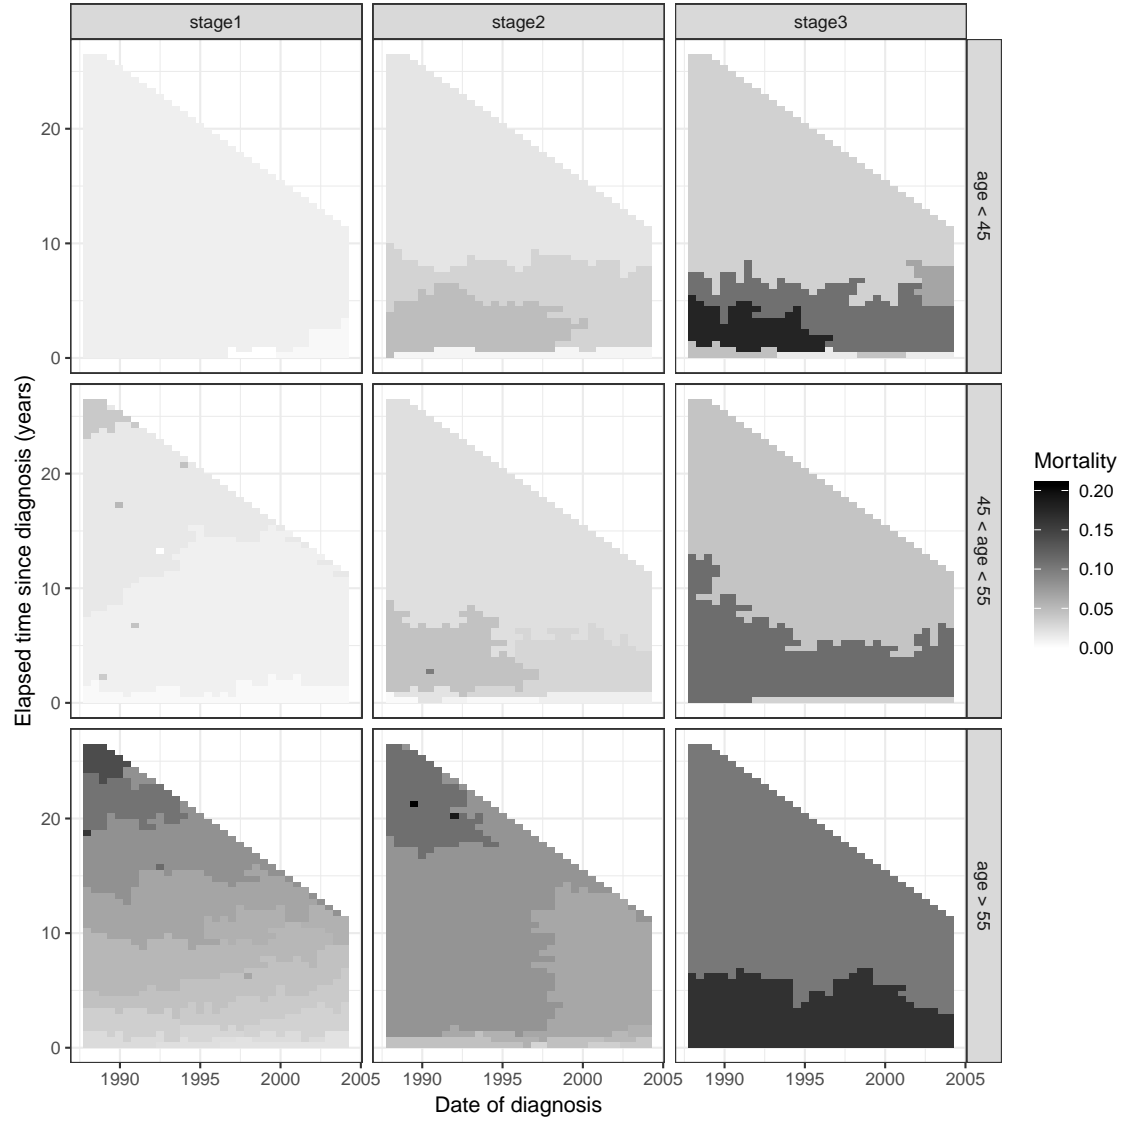 stage1
stage2
stage3
age < 45
45 < age < 55
age > 55
Elapsed time since diagnosis (years)
20
10
0
20
10
0
20
10
0
1990
1995
2000
2005
1990
1995
2000
2005
1990
1995
2000
2005
Date of diagnosis
Mortality
0.20
0.15
0.10
0.05
0.00